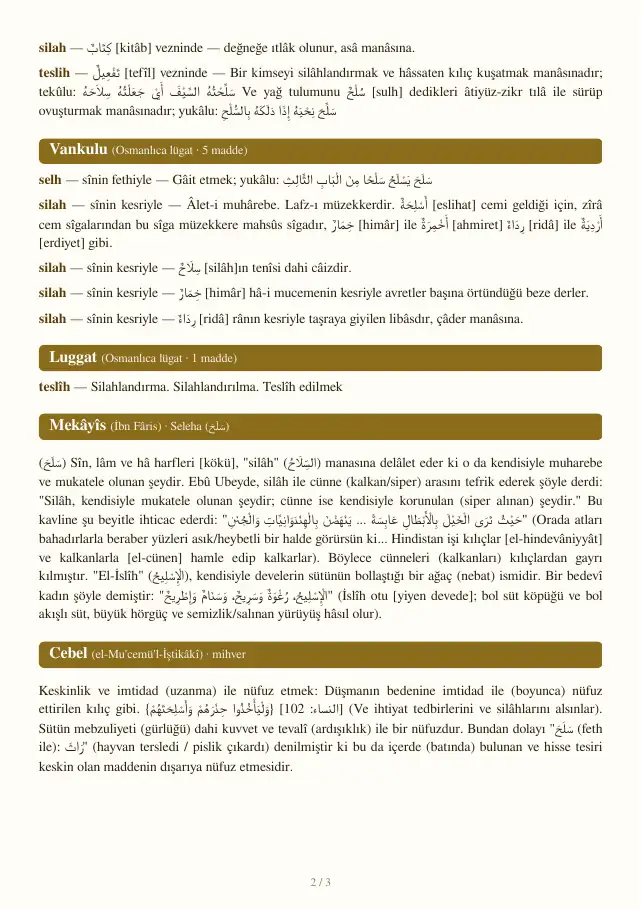 silah — كِتَابٌ [kitâb] vezninde — değneğe ıtlâk olunur, asâ manâsına.
teslîh — تَفْعِيلٌ [tefîl] vezninde — Bir kimseyi silâhlandırmak ve hâssaten kılıç kuşatmak manâsınadır;
tekûlu: سَلَّحْتُهُ السَّيْفَ أَيْ جَعَلْتُهُ سِلَاحَهُ Ve yağ tulumunu سُلْحٌ [sulh] dedikleri âtiyüz-zikr tılâ ile sürüp
ovuşturmak manâsınadır; yukâlu: سَلَّحَ نِحْيَهُ إِذَا دَلَكَهُ بِالسُّلْحِ
Vankulu (Osmanlıca lügat · 5 madde)
selh — sînin fethiyle — Gâit etmek; yukâlu: سَلَحَ يَسْلَحُ سَلْحًا مِنَ الْبَابِ الثَّالِثِ
silah — sînin kesriyle — Âlet-i muhârebe. Lafz-ı müzekkerdir. أَسْلِحَةٌ [eslihat] cemi geldiği için, zîrâ
cem sîgalarından bu sîga müzekkere mahsûs sîgadır, خِمَارٌ [himâr] ile أَخْمِرَةٌ [ahmiret] رِدَاءٌ [ridâ] ile أَرْدِيَةٌ
[erdiyet] gibi.
silah — sînin kesriyle — سِلَاحٌ [silâh]ın tenîsi dahi câizdir.
silah — sînin kesriyle — خِمَارٌ [himâr] hâ-i mucemenin kesriyle avretler başına örtündüğü beze derler.
silah — sînin kesriyle — رِدَاءٌ [ridâ] rânın kesriyle taşraya giyilen libâsdır, çâder manâsına.
Luggat (Osmanlıca lügat · 1 madde)
teslîh — Silahlandırma. Silahlandırılma. Teslîh edilmek
Mekâyîs (İbn Fâris) · Seleha (سَلَحَ)
(سَلَحَ) Sîn, lâm ve hâ harfleri [kökü], "silâh" (السِّلَاحُ) manasına delâlet eder ki o da kendisiyle muharebe
ve mukatele olunan şeydir. Ebû Ubeyde, silâh ile cünne (kalkan/siper) arasını tefrik ederek şöyle derdi:
"Silâh, kendisiyle mukatele olunan şeydir; cünne ise kendisiyle korunulan (siper alınan) şeydir." Bu
kavline şu beyitle ihticac ederdi: "حَيْثُ تَرَى الْخَيْلَ بِالْأَبْطَالِ عَابِسَةً ... يَنْهَضْنَ بِالْهِنْدَوَانِيَّاتِ وَالْجُنَنِ" (Orada atları
bahadırlarla beraber yüzleri asık/heybetli bir halde görürsün ki... Hindistan işi kılıçlar [el-hindevâniyyât]
ve kalkanlarla [el-cünen] hamle edip kalkarlar). Böylece cünneleri (kalkanları) kılıçlardan gayrı
kılmıştır. "El-İslîh" (الْإِسْلِيحُ), kendisiyle develerin sütünün bollaştığı bir ağaç (nebat) ismidir. Bir bedevî
kadın şöyle demiştir: "الْإِسْلِيحُ، رُغْوَةٌ وَسَرِيحٌ، وَسَنَامٌ وَإِطْرِيحٌ" (İslîh otu [yiyen devede]; bol süt köpüğü ve bol
akışlı süt, büyük hörgüç ve semizlik/salınan yürüyüş hâsıl olur).
Cebel (el-Mu'cemü'l-İştikâkî) · mihver
Keskinlik ve imtidad (uzanma) ile nüfuz etmek: Düşmanın bedenine imtidad ile (boyunca) nüfuz
ettirilen kılıç gibi. {وَلْيَأْخُذُوا حِذْرَهُمْ وَأَسْلِحَتَهُمْ} [النساء: 102] (Ve ihtiyat tedbirlerini ve silâhlarını alsınlar).
Sütün mebzuliyeti (gürlüğü) dahi kuvvet ve tevalî (ardışıklık) ile bir nüfuzdur. Bundan dolayı "سَلَحَ (feth
ile): رَاثَ" (hayvan tersledi / pislik çıkardı) denilmiştir ki bu da içerde (batında) bulunan ve hisse tesiri
keskin olan maddenin dışarıya nüfuz etmesidir.
2 / 3